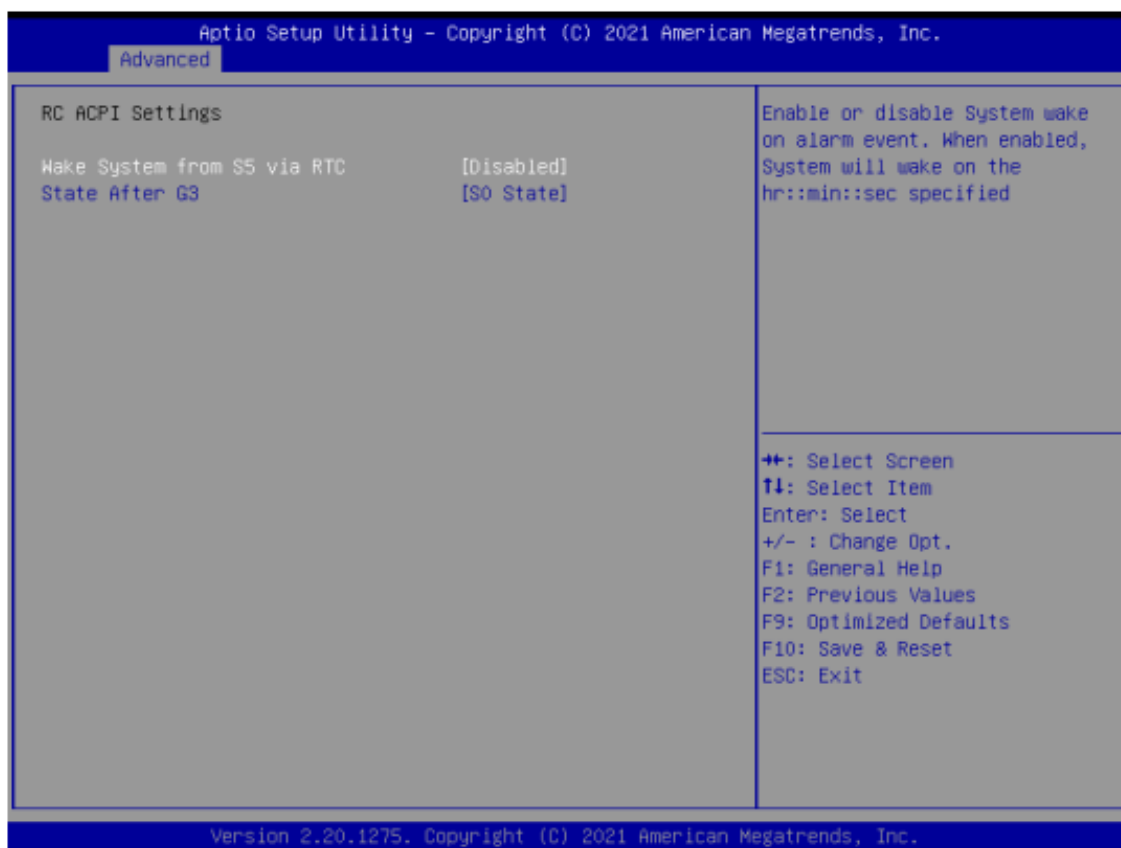 Aptio Setup Utility – Copyright (C) 2021 American Megatrends, Inc.
Advanced
RC ACPI Settings
Wake System from S5 via RTC [Disabled]
State After G3 [S0 State]
Enable or disable System wake
on alarm event. When enabled,
System will wake on the
hr::min::sec specified
→←: Select Screen
↑↓: Select Item
Enter: Select
+/- : Change Opt.
F1: General Help
F2: Previous Values
F9: Optimized Defaults
F10: Save & Reset
ESC: Exit
Version 2.20.1275. Copyright (C) 2021 American Megatrends, Inc.